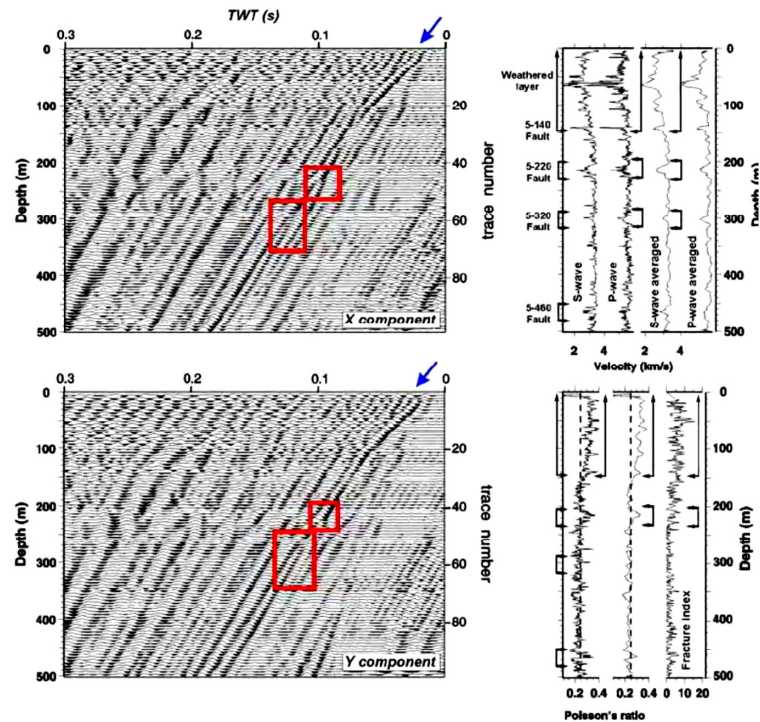 TWT (s)
0.3 0.2 0.1 0
0
100
200
300
400
500
Depth (m)
20
40
60
80
trace number
X component
Weathered
layer
5-140
Fault
5-220
Fault
5-320
Fault
5-460
Fault
S-wave
P-wave
S-wave averaged
P-wave averaged
0
100
200
300
400
500
Depth (m)
2 4 2 4
Velocity (km/s)
0.3 0.2 0.1 0
0
100
200
300
400
500
Depth (m)
20
40
60
80
trace number
Y component
0
100
200
300
400
500
Depth (m)
Fracture Index
0.2 0.4 0.2 0.4 0 10 20
Poisson's ratio